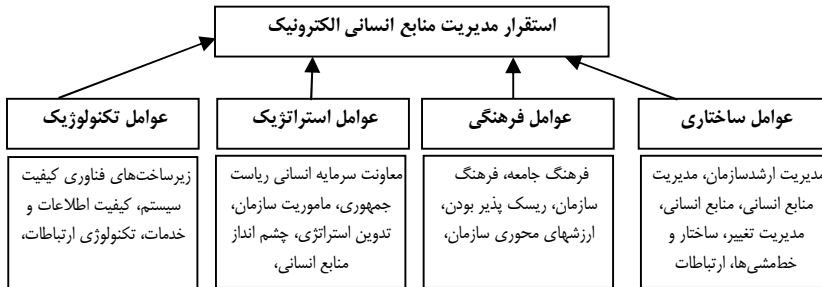 استقرار مدیریت منابع انسانی الکترونیک
عوامل ساختاری
مدیریت ارشدسازمان، مدیریت
منابع انسانی، منابع انسانی،
مدیریت تغییر، ساختار و
خط‌مشی‌ها، ارتباطات
عوامل فرهنگی
فرهنگ جامعه، فرهنگ
سازمان، ریسک پذیر بودن،
ارزشهای محوری سازمان،
عوامل استراتژیک
معاونت سرمایه انسانی ریاست
جمهوری، ماموریت سازمان،
تدوین استراتژی، چشم انداز
منابع انسانی،
عوامل تکنولوژیک
زیرساخت‌های فناوری کیفیت
سیستم، کیفیت اطلاعات و
خدمات، تکنولوژی ارتباطات،